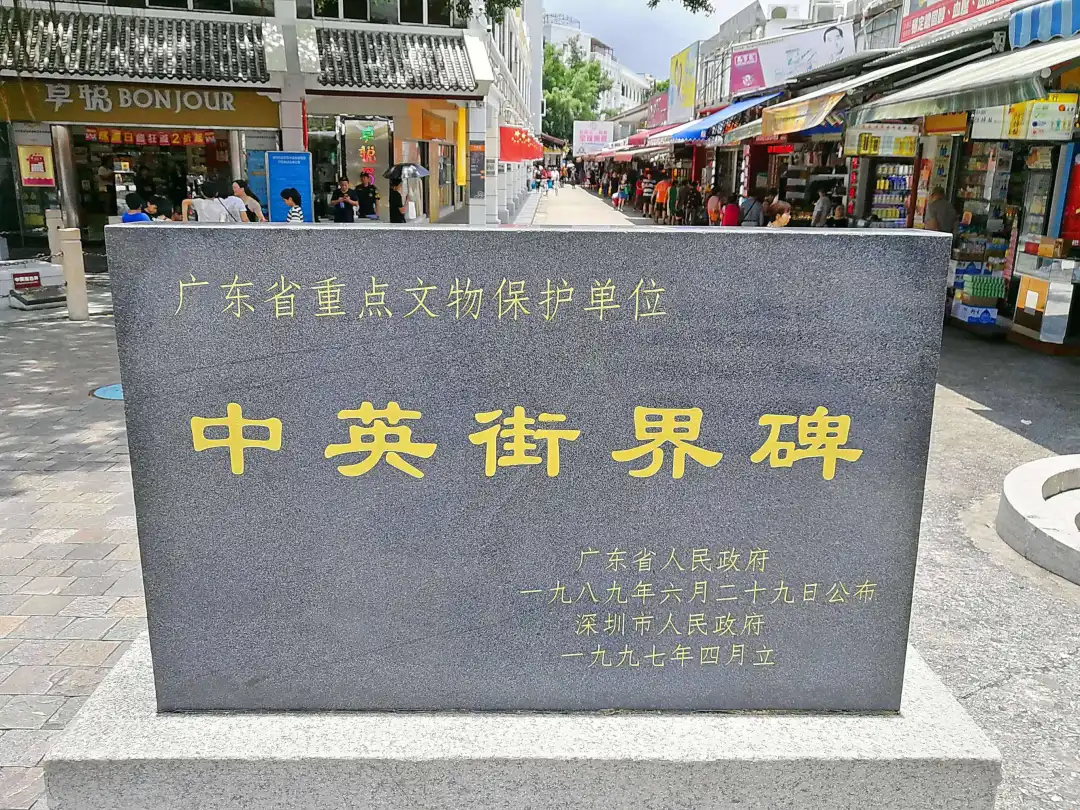 卓悦 BONJOUR
广东省重点文物保护单位
中英街界碑
广东省人民政府
一九八九年六月二十九日公布
深圳市人民政府
一九九七年四月立